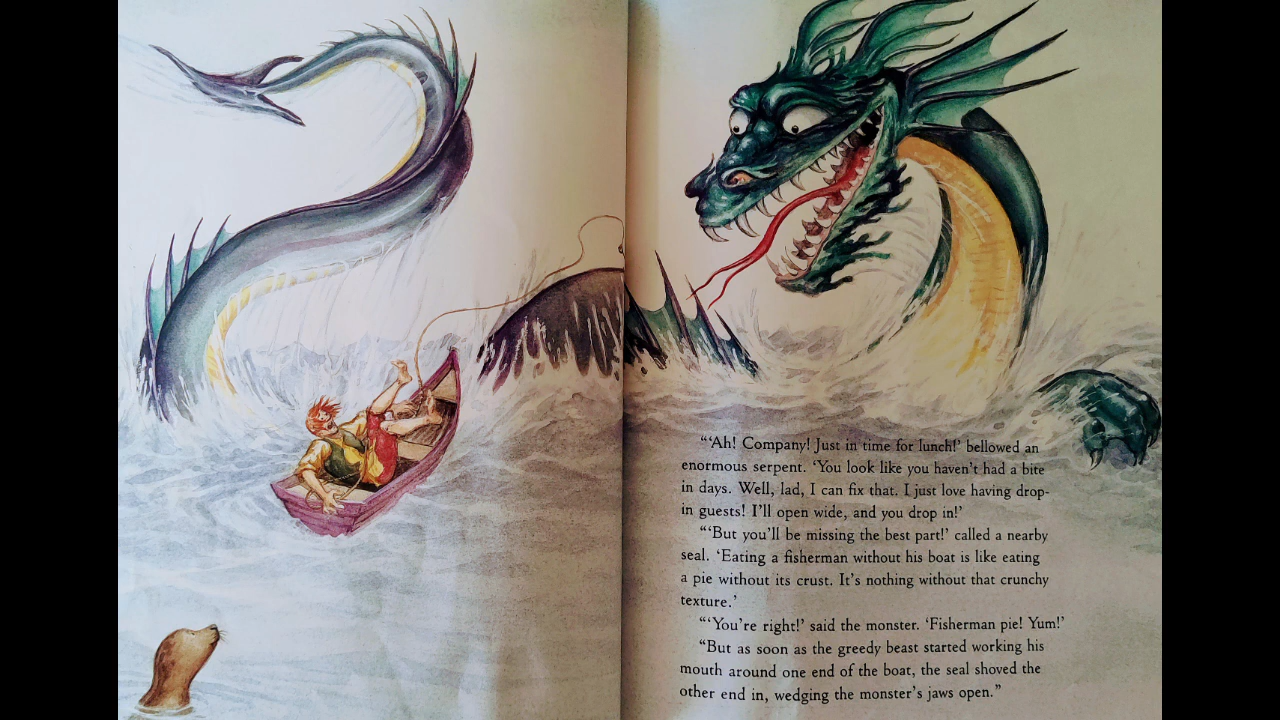 “‘Ah! Company! Just in time for lunch!’ bellowed an
enormous serpent. ‘You look like you haven’t had a bite
in days. Well, lad, I can fix that. I just love having drop-
in guests! I’ll open wide, and you drop in!’
“‘But you’ll be missing the best part!’ called a nearby
seal. ‘Eating a fisherman without his boat is like eating
a pie without its crust. It’s nothing without that crunchy
texture.’
“‘You’re right!’ said the monster. ‘Fisherman pie! Yum!’
“But as soon as the greedy beast started working his
mouth around one end of the boat, the seal shoved the
other end in, wedging the monster’s jaws open.”